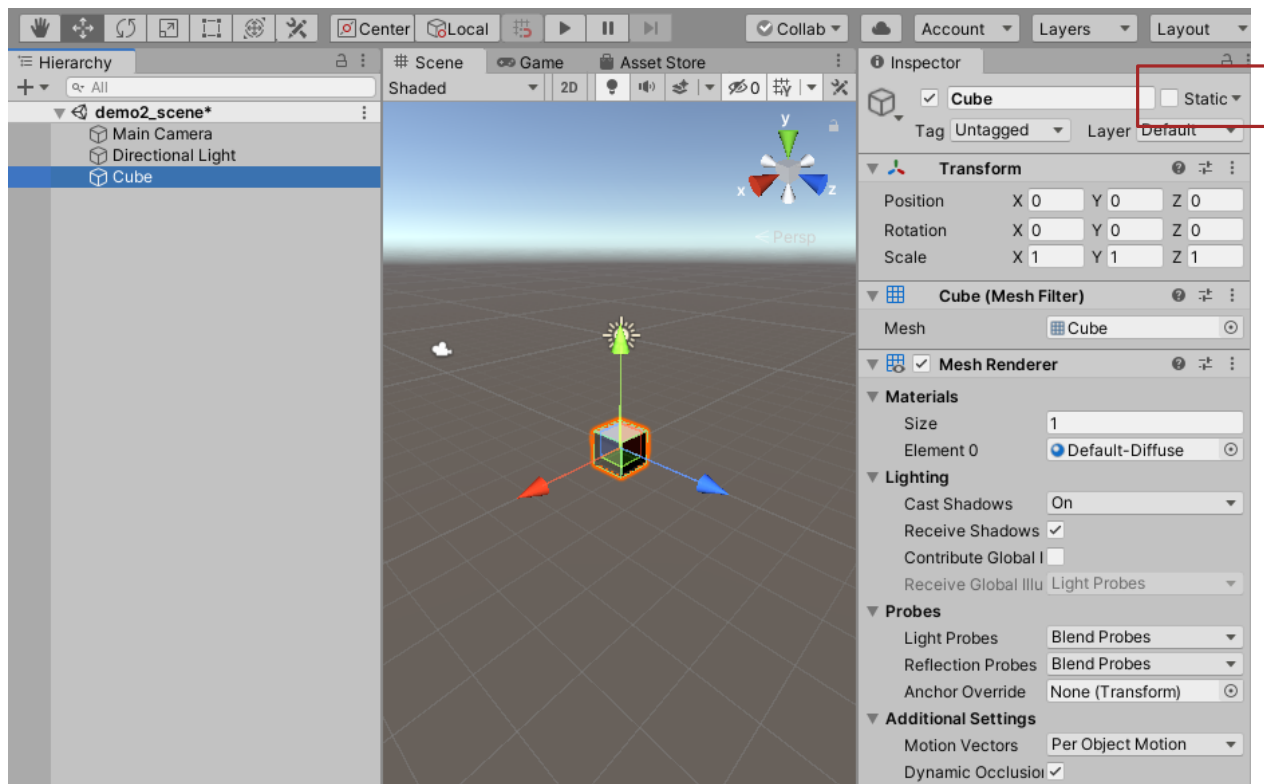 Center Local Collab Account Layers Layout
Hierarchy
All
demo2_scene*
Main Camera
Directional Light
Cube
# Scene Game Asset Store
Shaded 2D 0
y
x z
Persp
Inspector
Cube Static
Tag Untagged Layer Default
Transform
Position X 0 Y 0 Z 0
Rotation X 0 Y 0 Z 0
Scale X 1 Y 1 Z 1
Cube (Mesh Filter)
Mesh Cube
Mesh Renderer
Materials
Size 1
Element 0 Default-Diffuse
Lighting
Cast Shadows On
Receive Shadows
Contribute Global I
Receive Global Illu Light Probes
Probes
Light Probes Blend Probes
Reflection Probes Blend Probes
Anchor Override None (Transform)
Additional Settings
Motion Vectors Per Object Motion
Dynamic Occlusion